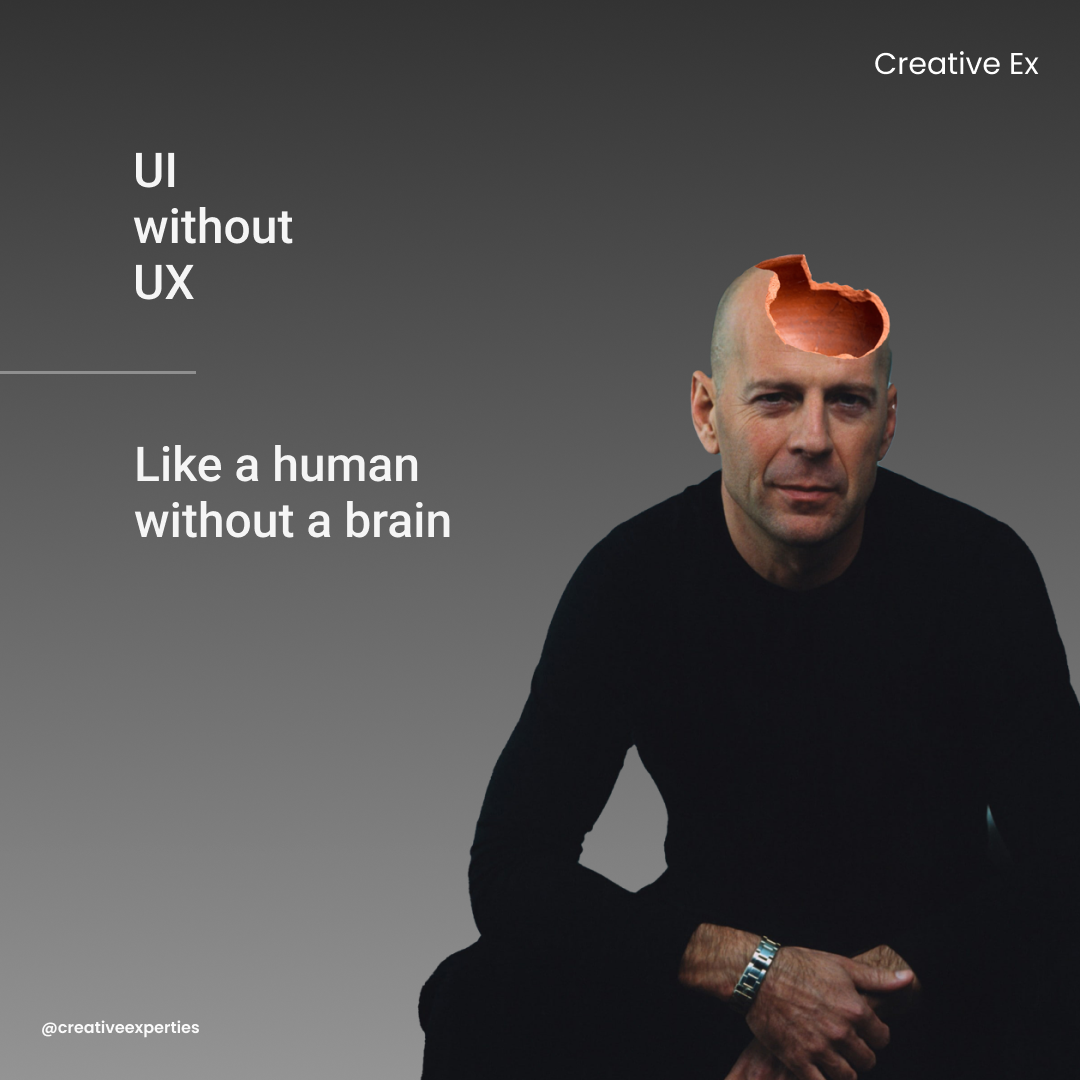 Creative Ex
UI
without
UX
Like a human
without a brain
@creativeexperties